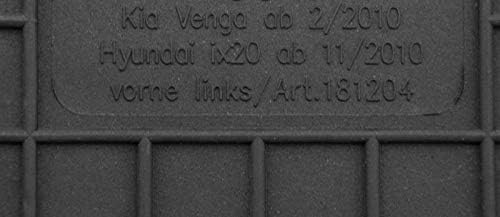 Kia Venga ab 2/2010
Hyundai ix20 ab 11/2010
vorne links/Art.181204